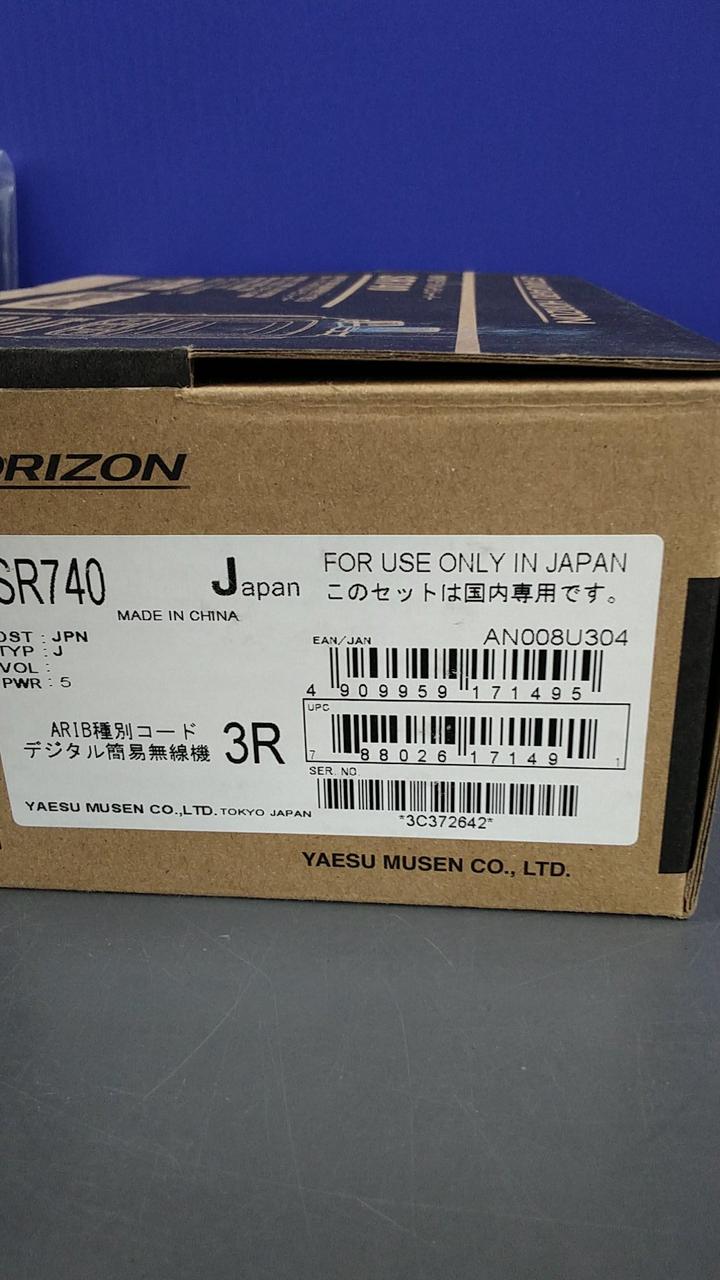 ORIZON
SR740
Japan
FOR USE ONLY IN JAPAN
このセットは国内専用です。
MADE IN CHINA
OST : JPN
TYP : J
VOL :
PWR : 5
EAN/JAN
AN008U304
4 909959 171495
UPC
7 88026 17149 1
ARIB種別コード
デジタル簡易無線機 3R
SER. NO.
*3C372642*
YAESU MUSEN CO.,LTD. TOKYO JAPAN
YAESU MUSEN CO., LTD.